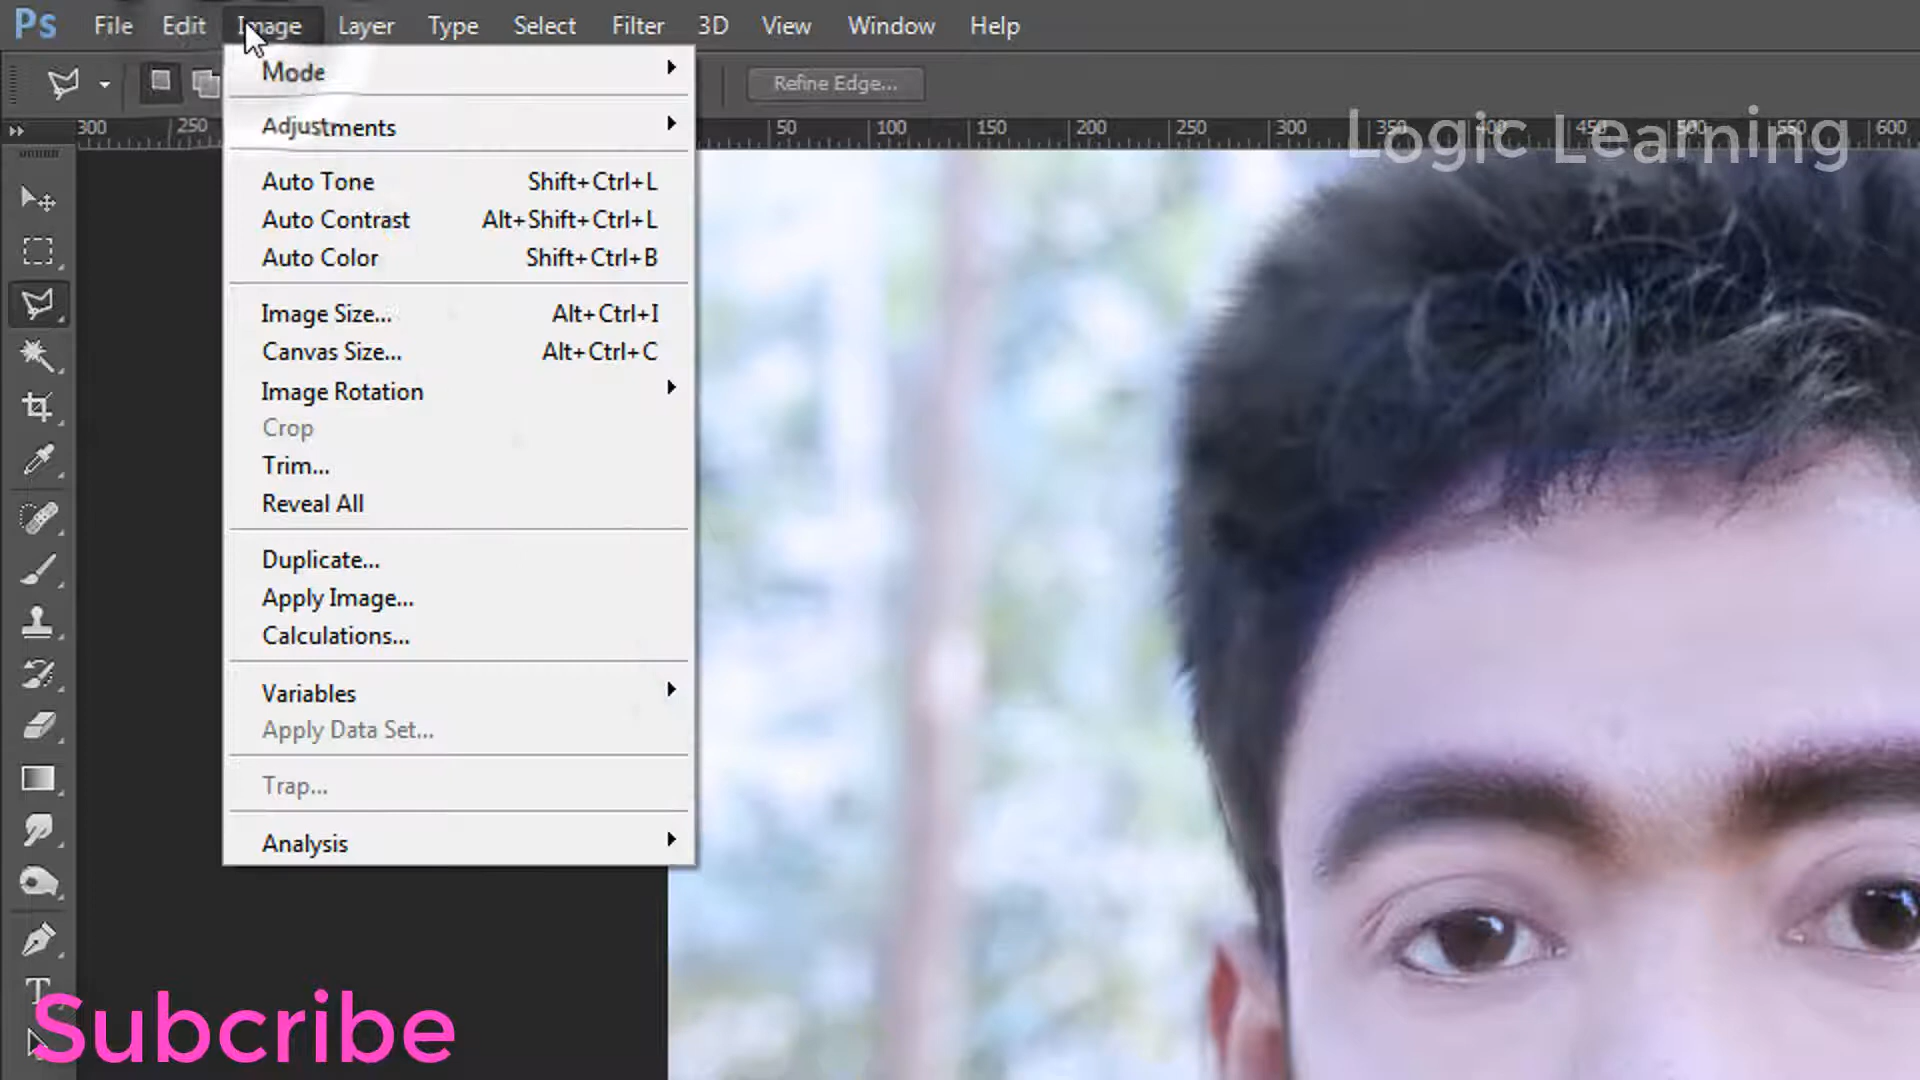 Ps File Edit Image Layer Type Select Filter 3D View Window Help
Refine Edge...
300 250 50 100 150 200 250 300 350 400 450 500 550 600
Logic Learning
Mode
Adjustments
Auto Tone Shift+Ctrl+L
Auto Contrast Alt+Shift+Ctrl+L
Auto Color Shift+Ctrl+B
Image Size... Alt+Ctrl+I
Canvas Size... Alt+Ctrl+C
Image Rotation
Crop
Trim...
Reveal All
Duplicate...
Apply Image...
Calculations...
Variables
Apply Data Set...
Trap...
Analysis
T
Subcribe